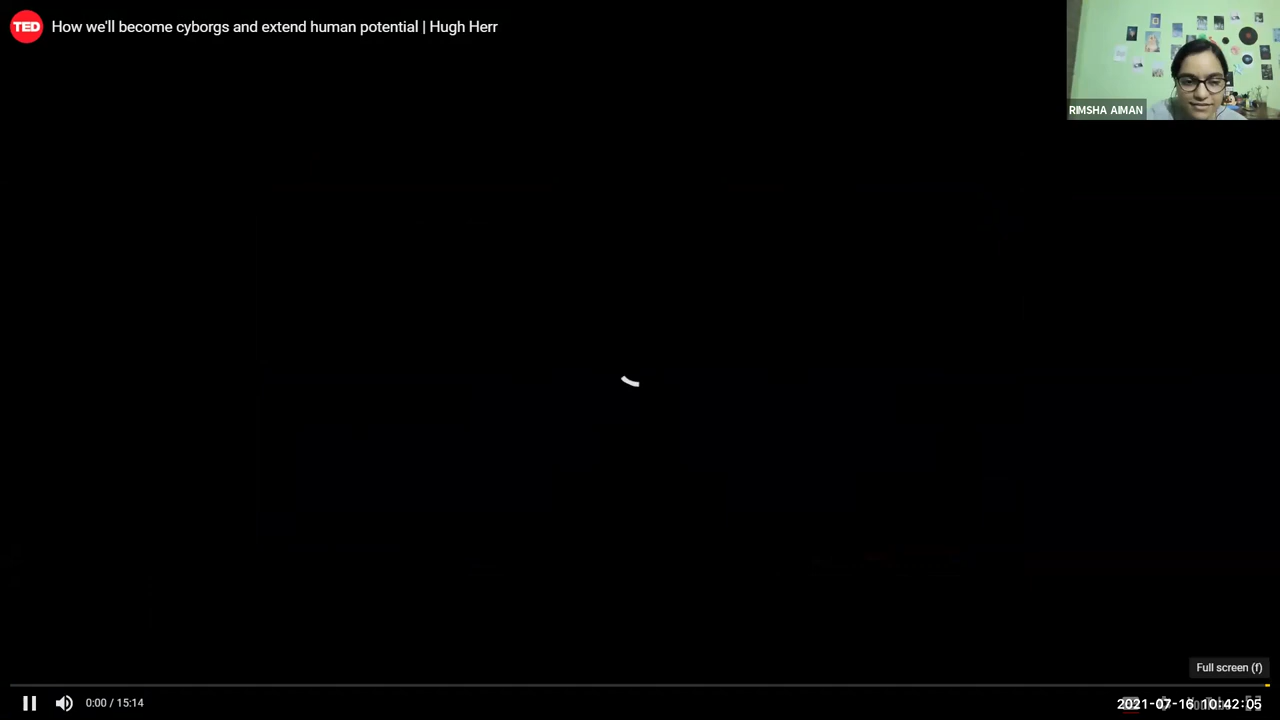 TED How we'll become cyborgs and extend human potential | Hugh Herr
RIMSHA AIMAN
Full screen (f)
0:00 / 15:14
2021-07-16 10:42:05